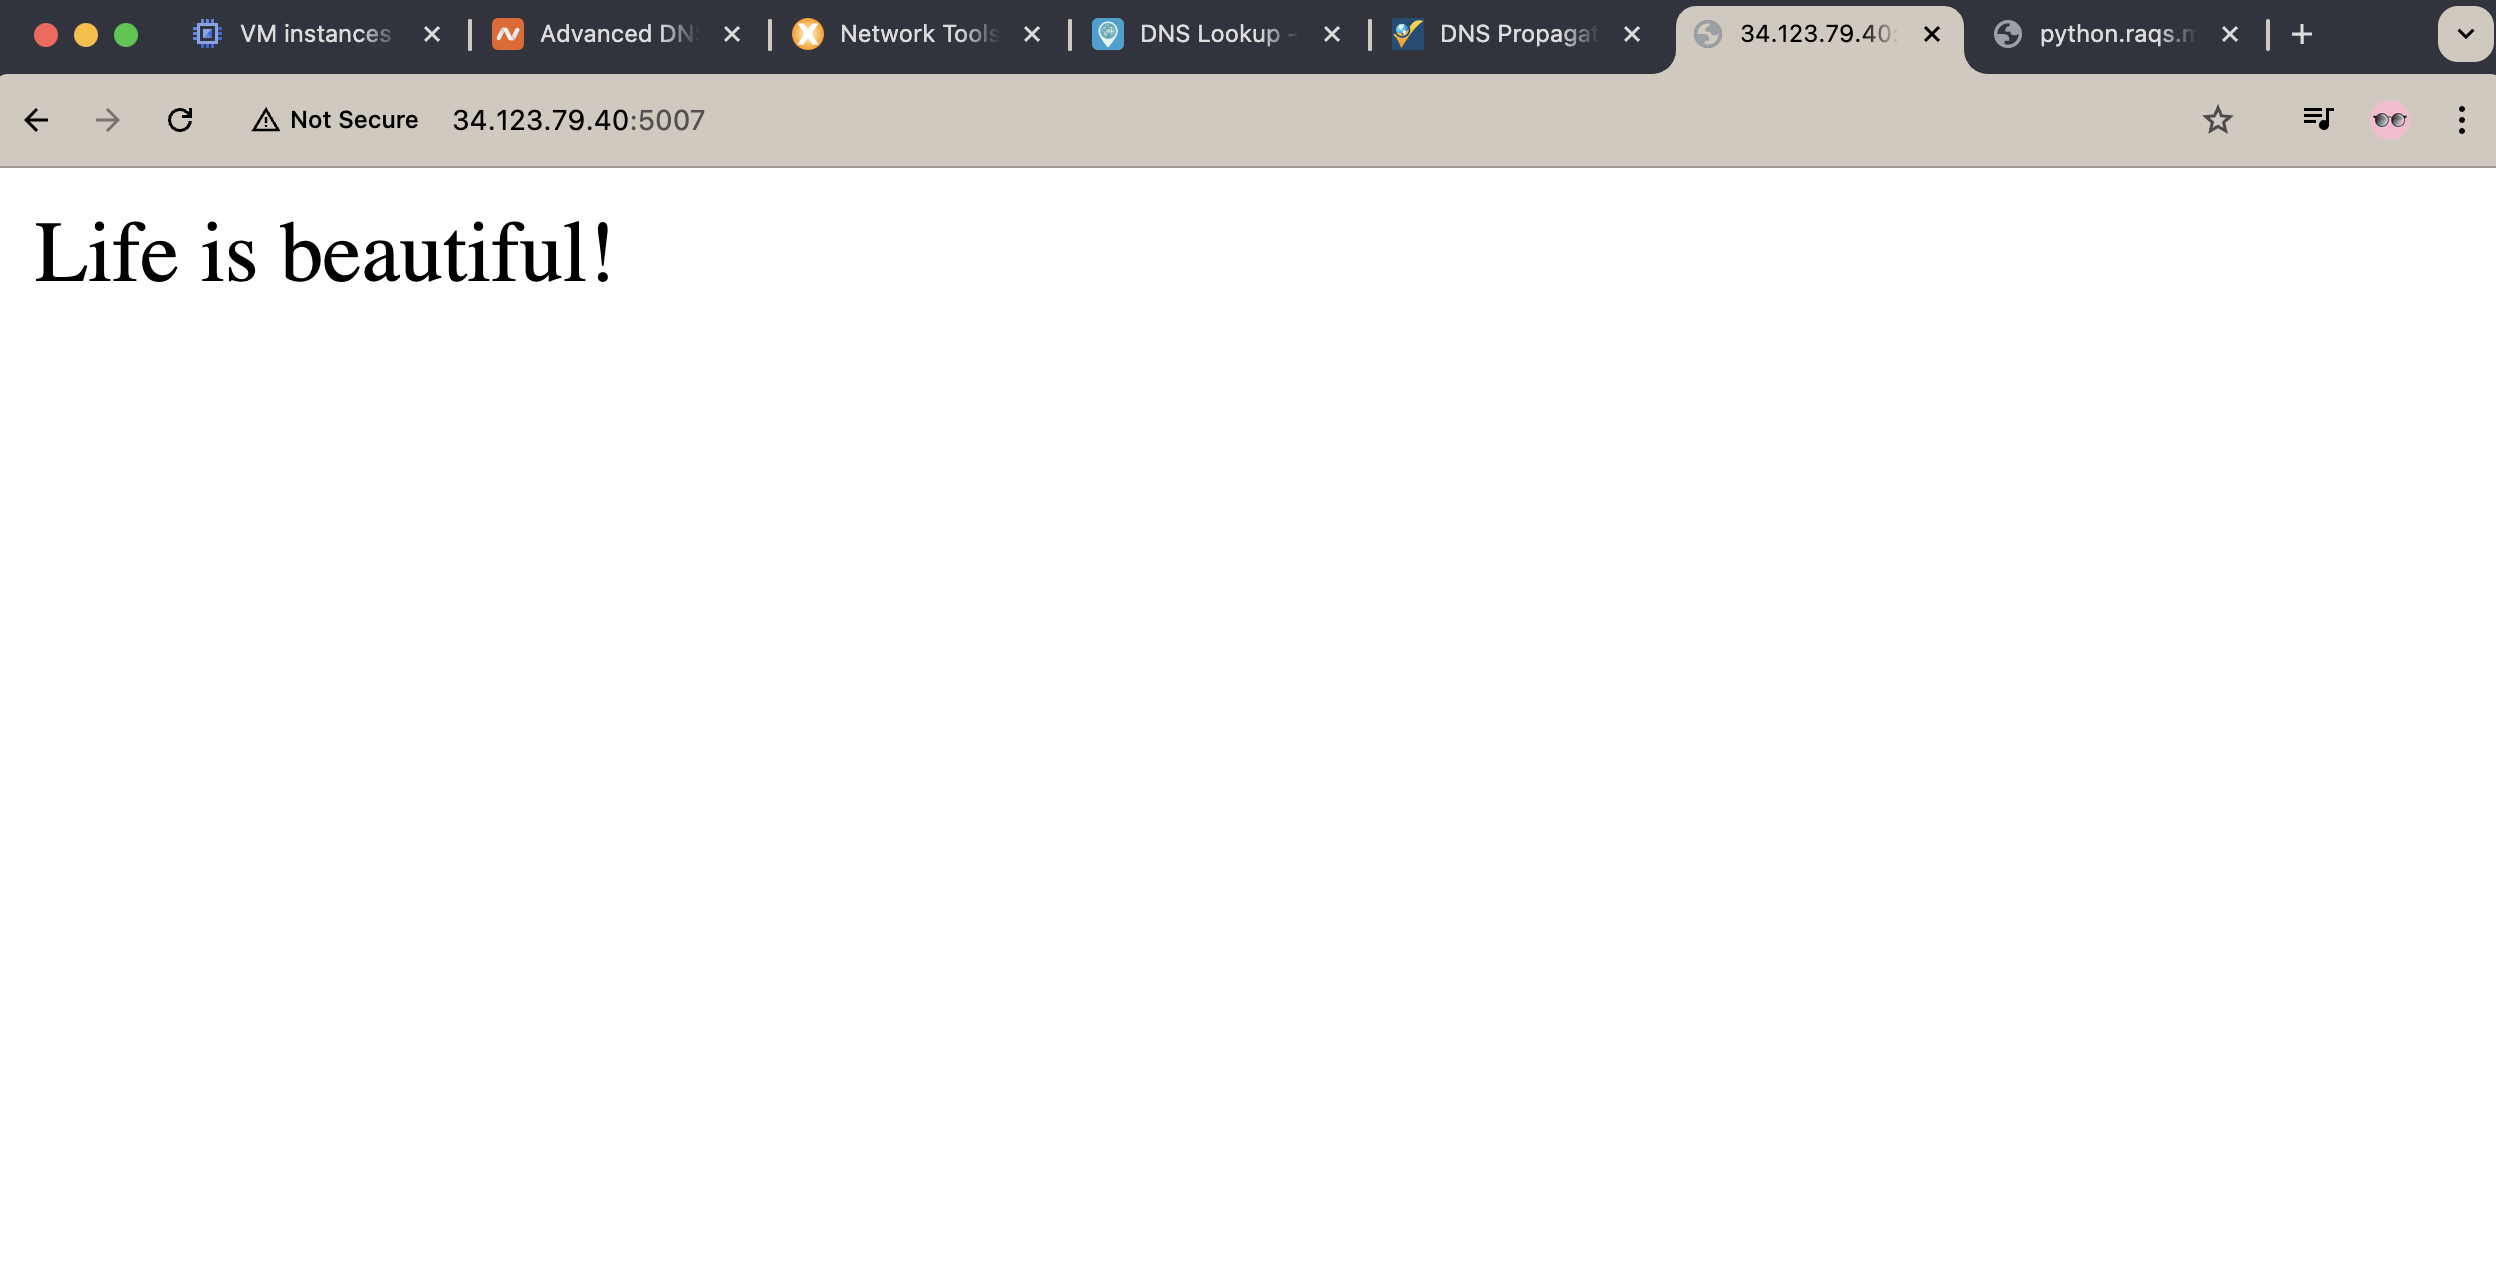 VM instances
Advanced DN
Network Tools
DNS Lookup -
DNS Propagat
34.123.79.40:
python.raqs.m
Not Secure
34.123.79.40:5007
Life is beautiful!